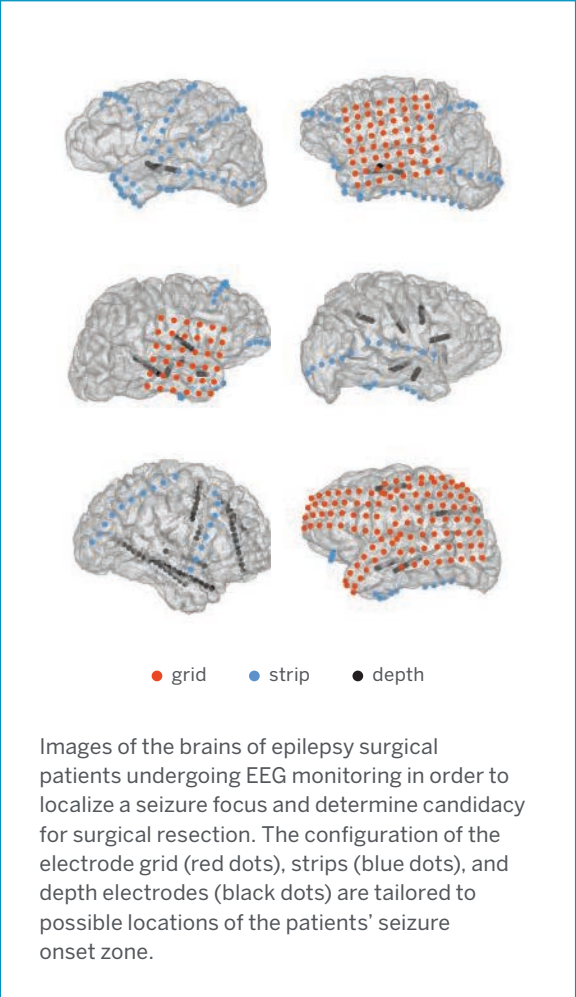 grid strip depth
Images of the brains of epilepsy surgical
patients undergoing EEG monitoring in order to
localize a seizure focus and determine candidacy
for surgical resection. The configuration of the
electrode grid (red dots), strips (blue dots), and
depth electrodes (black dots) are tailored to
possible locations of the patients’ seizure
onset zone.